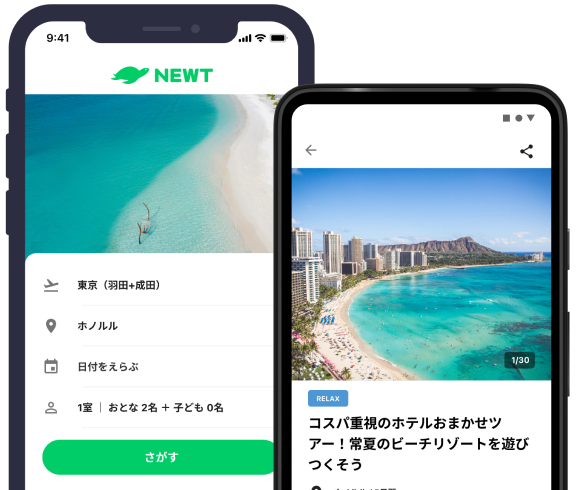 9:41
NEWT
東京（羽田+成田）
ホノルル
日付をえらぶ
1室 ｜ おとな 2名 ＋ 子ども 0名
さがす
1/30
RELAX
コスパ重視のホテルおまかせツ
アー！常夏のビーチリゾートを遊び
つくそう